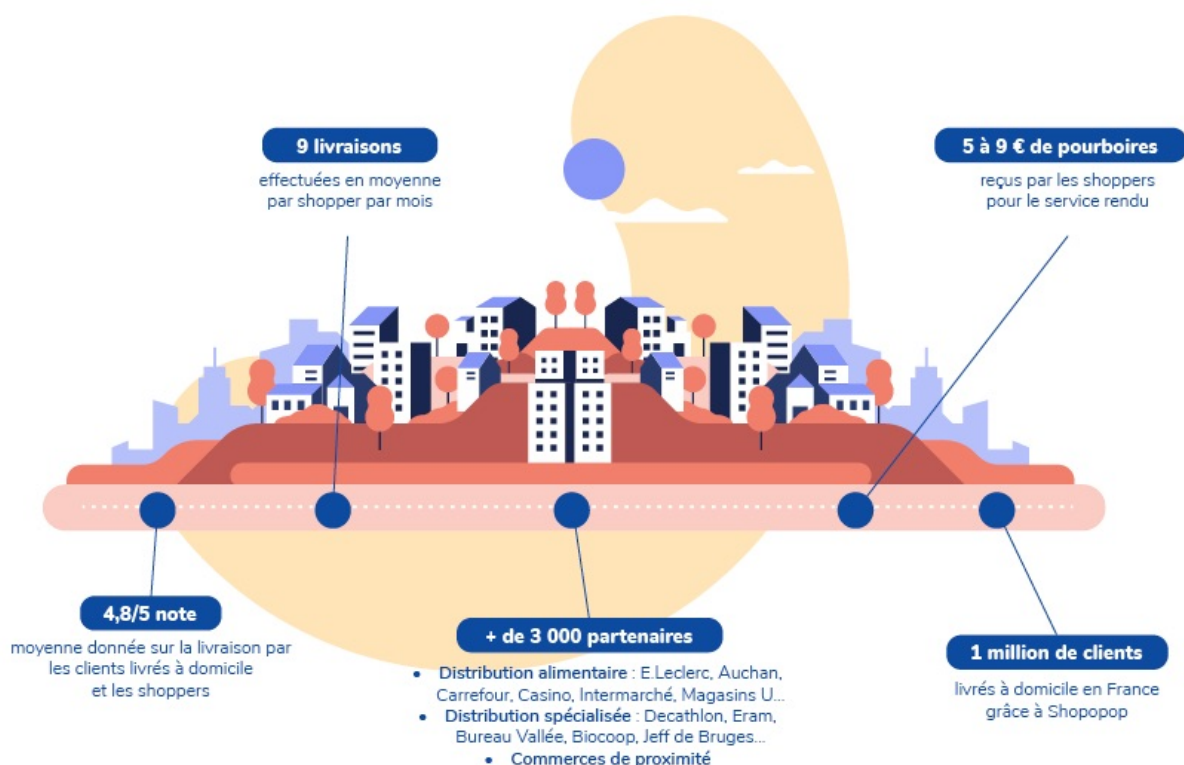 9 livraisons
effectuées en moyenne
par shopper par mois
5 à 9 € de pourboires
reçus par les shoppers
pour le service rendu
4,8/5 note
moyenne donnée sur la livraison par
les clients livrés à domicile
et les shoppers
+ de 3 000 partenaires
• Distribution alimentaire : E.Leclerc, Auchan,
Carrefour, Casino, Intermarché, Magasins U...
• Distribution spécialisée : Decathlon, Eram,
Bureau Vallée, Biocoop, Jeff de Bruges...
• Commerces de proximité
1 million de clients
livrés à domicile en France
grâce à Shopopop